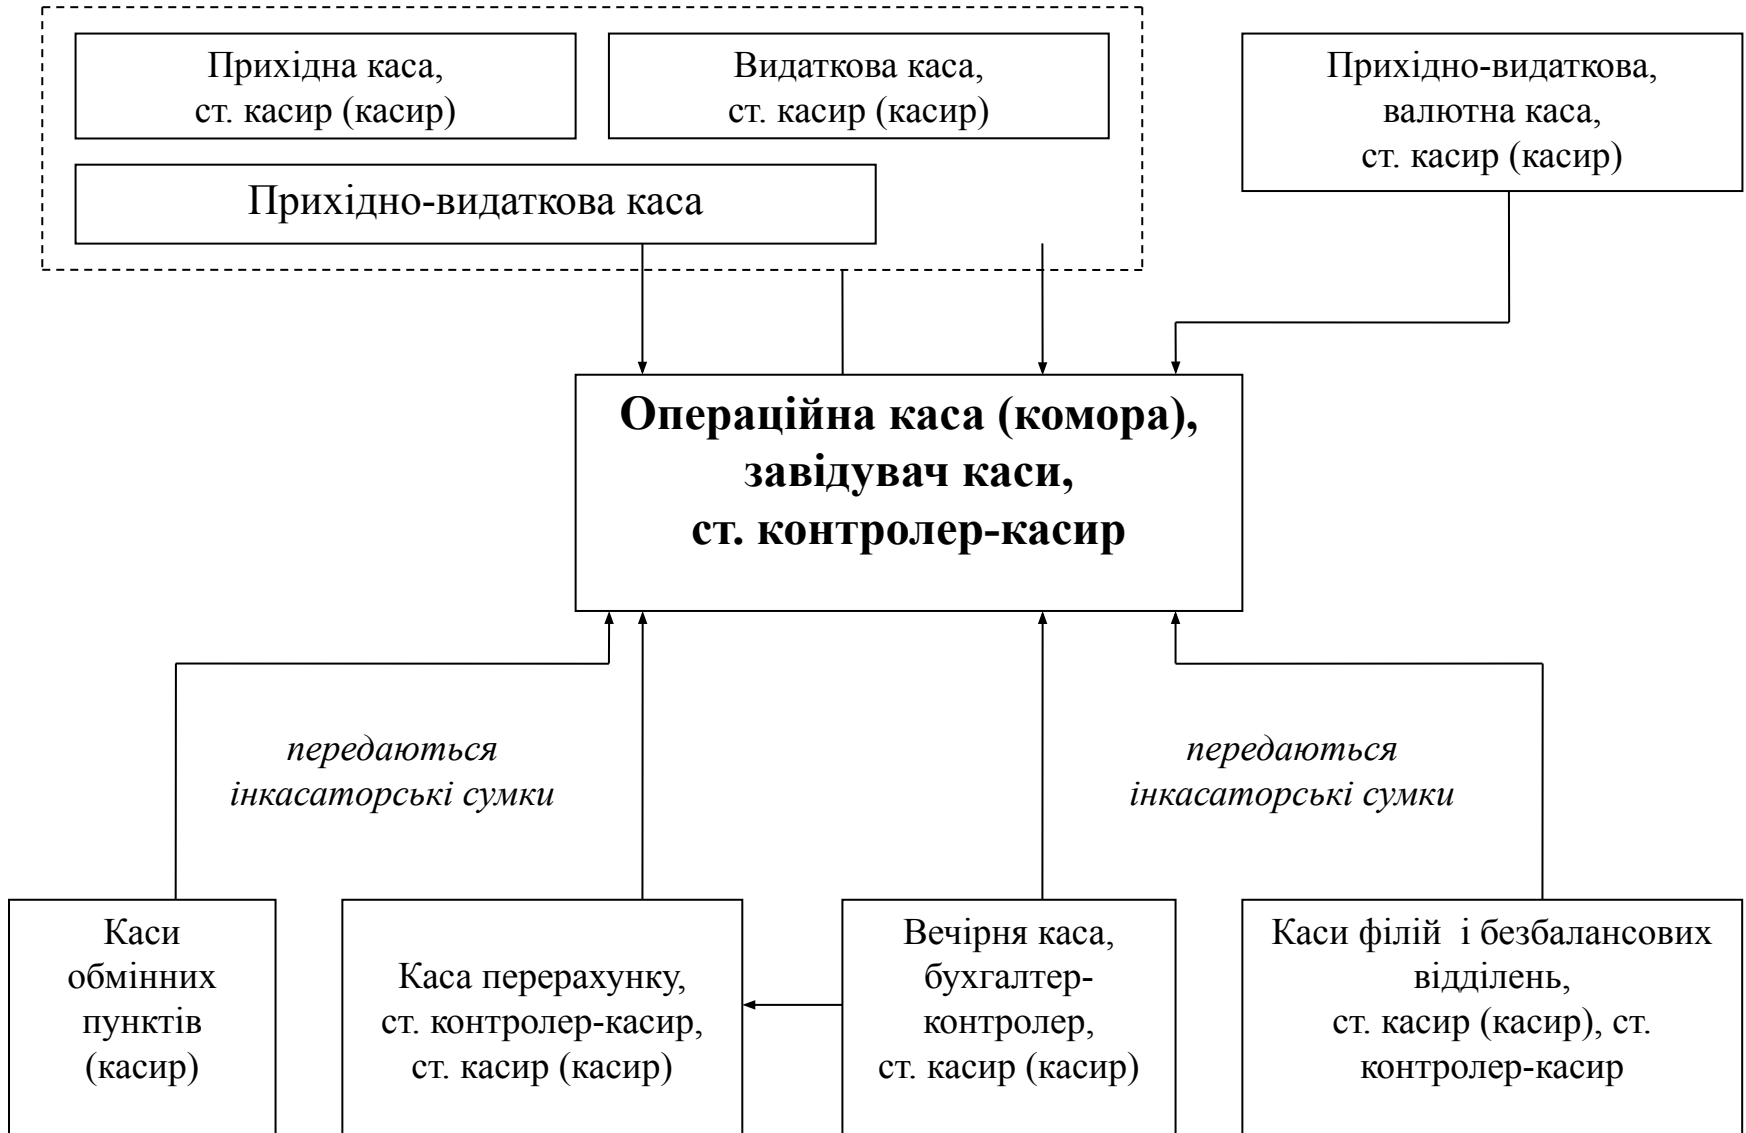 Прихідна каса,
ст. касир (касир)
Видаткова каса,
ст. касир (касир)
Прихідно-видаткова,
валютна каса,
ст. касир (касир)
Прихідно-видаткова каса
Операційна каса (комора),
завідувач каси,
ст. контролер-касир
передаються
інкасаторські сумки
передаються
інкасаторські сумки
Каси
обмінних
пунктів
(касир)
Каса перерахунку,
ст. контролер-касир,
ст. касир (касир)
Вечірня каса,
бухгалтер-
контролер,
ст. касир (касир)
Каси філій і безбалансових
відділень,
ст. касир (касир), ст.
контролер-касир